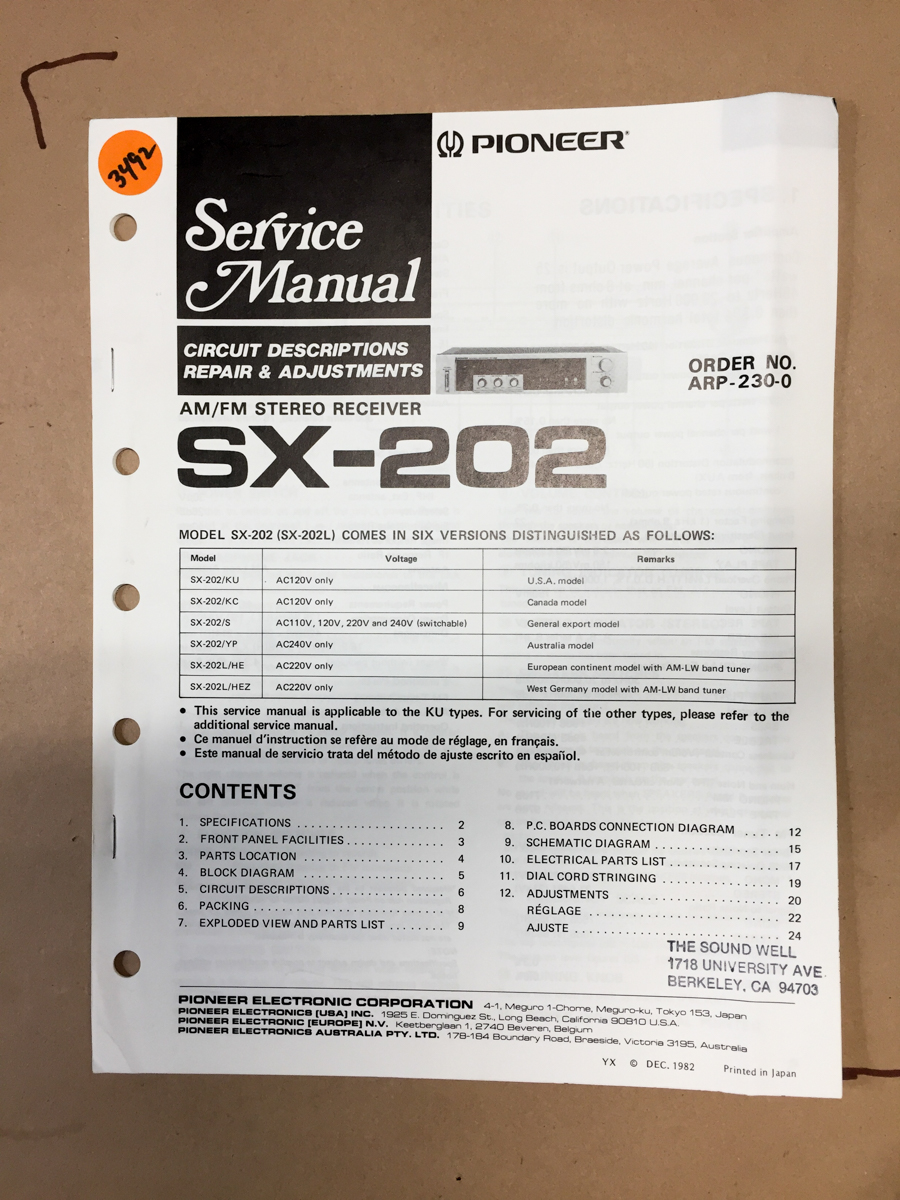 3492
PIONEER®
Service
Manual
CIRCUIT DESCRIPTIONS
REPAIR & ADJUSTMENTS
ORDER NO.
ARP-230-0
AM/FM STEREO RECEIVER
SX-202
MODEL SX-202 (SX-202L) COMES IN SIX VERSIONS DISTINGUISHED AS FOLLOWS:
Model Voltage Remarks
SX-202/KU AC120V only U.S.A. model
SX-202/KC AC120V only Canada model
SX-202/S AC110V, 120V, 220V and 240V (switchable) General export model
SX-202/YP AC240V only Australia model
SX-202L/HE AC220V only European continent model with AM-LW band tuner
SX-202L/HEZ AC220V only West Germany model with AM-LW band tuner
● This service manual is applicable to the KU types. For servicing of the other types, please refer to the
additional service manual.
● Ce manuel d'instruction se refère au mode de réglage, en français.
● Este manual de servicio trata del método de ajuste escrito en español.
CONTENTS
1. SPECIFICATIONS . . . . . . . . . . . . . . . . . . . . . 2
2. FRONT PANEL FACILITIES . . . . . . . . . . . . . . 3
3. PARTS LOCATION . . . . . . . . . . . . . . . . . . . . 4
4. BLOCK DIAGRAM . . . . . . . . . . . . . . . . . . . . 5
5. CIRCUIT DESCRIPTIONS . . . . . . . . . . . . . . . . 6
6. PACKING . . . . . . . . . . . . . . . . . . . . . . . . . . . 8
7. EXPLODED VIEW AND PARTS LIST . . . . . . . . 9
8. P.C. BOARDS CONNECTION DIAGRAM . . . . . 12
9. SCHEMATIC DIAGRAM . . . . . . . . . . . . . . . . . . 15
10. ELECTRICAL PARTS LIST . . . . . . . . . . . . . . . . 17
11. DIAL CORD STRINGING . . . . . . . . . . . . . . . . . 19
12. ADJUSTMENTS . . . . . . . . . . . . . . . . . . . . . . . 20
RÉGLAGE . . . . . . . . . . . . . . . . . . . . . . . . . . . 22
AJUSTE . . . . . . . . . . . . . . . . . . . . . . . . . . . . . 24
THE SOUND WELL
1718 UNIVERSITY AVE
BERKELEY, CA 94703
PIONEER ELECTRONIC CORPORATION 4-1, Meguro 1-Chome, Meguro-ku, Tokyo 153, Japan
PIONEER ELECTRONICS [USA] INC. 1925 E. Dominguez St., Long Beach, California 90810 U.S.A.
PIONEER ELECTRONIC [EUROPE] N.V. Keetberglaan 1, 2740 Beveren, Belgium
PIONEER ELECTRONICS AUSTRALIA PTY. LTD. 178-184 Boundary Road, Braeside, Victoria 3195, Australia
YX © DEC. 1982 Printed in Japan